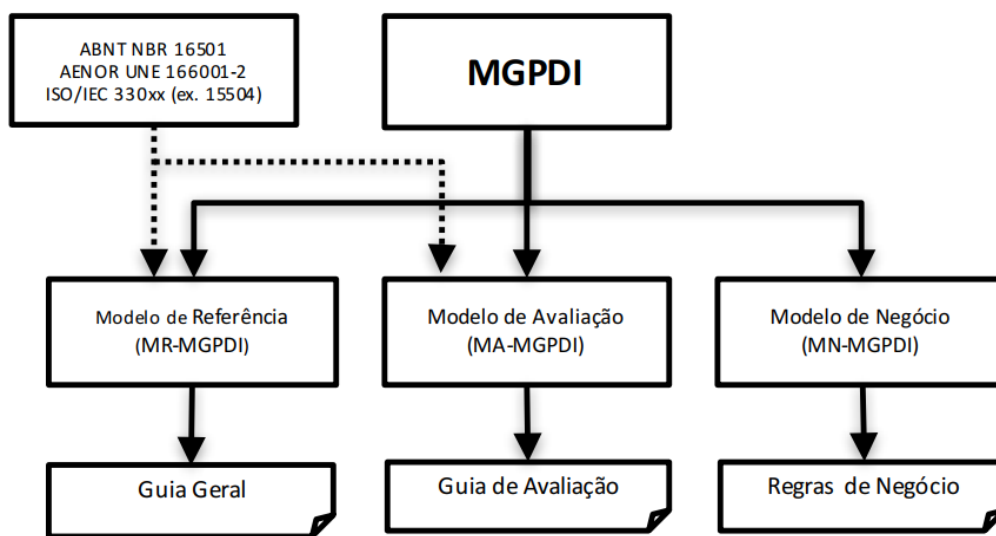 ABNT NBR 16501
AENOR UNE 166001-2
ISO/IEC 330xx (ex. 15504)
MGPDI
Modelo de Referência
(MR-MGPDI)
Modelo de Avaliação
(MA-MGPDI)
Modelo de Negócio
(MN-MGPDI)
Guia Geral
Guia de Avaliação
Regras de Negócio